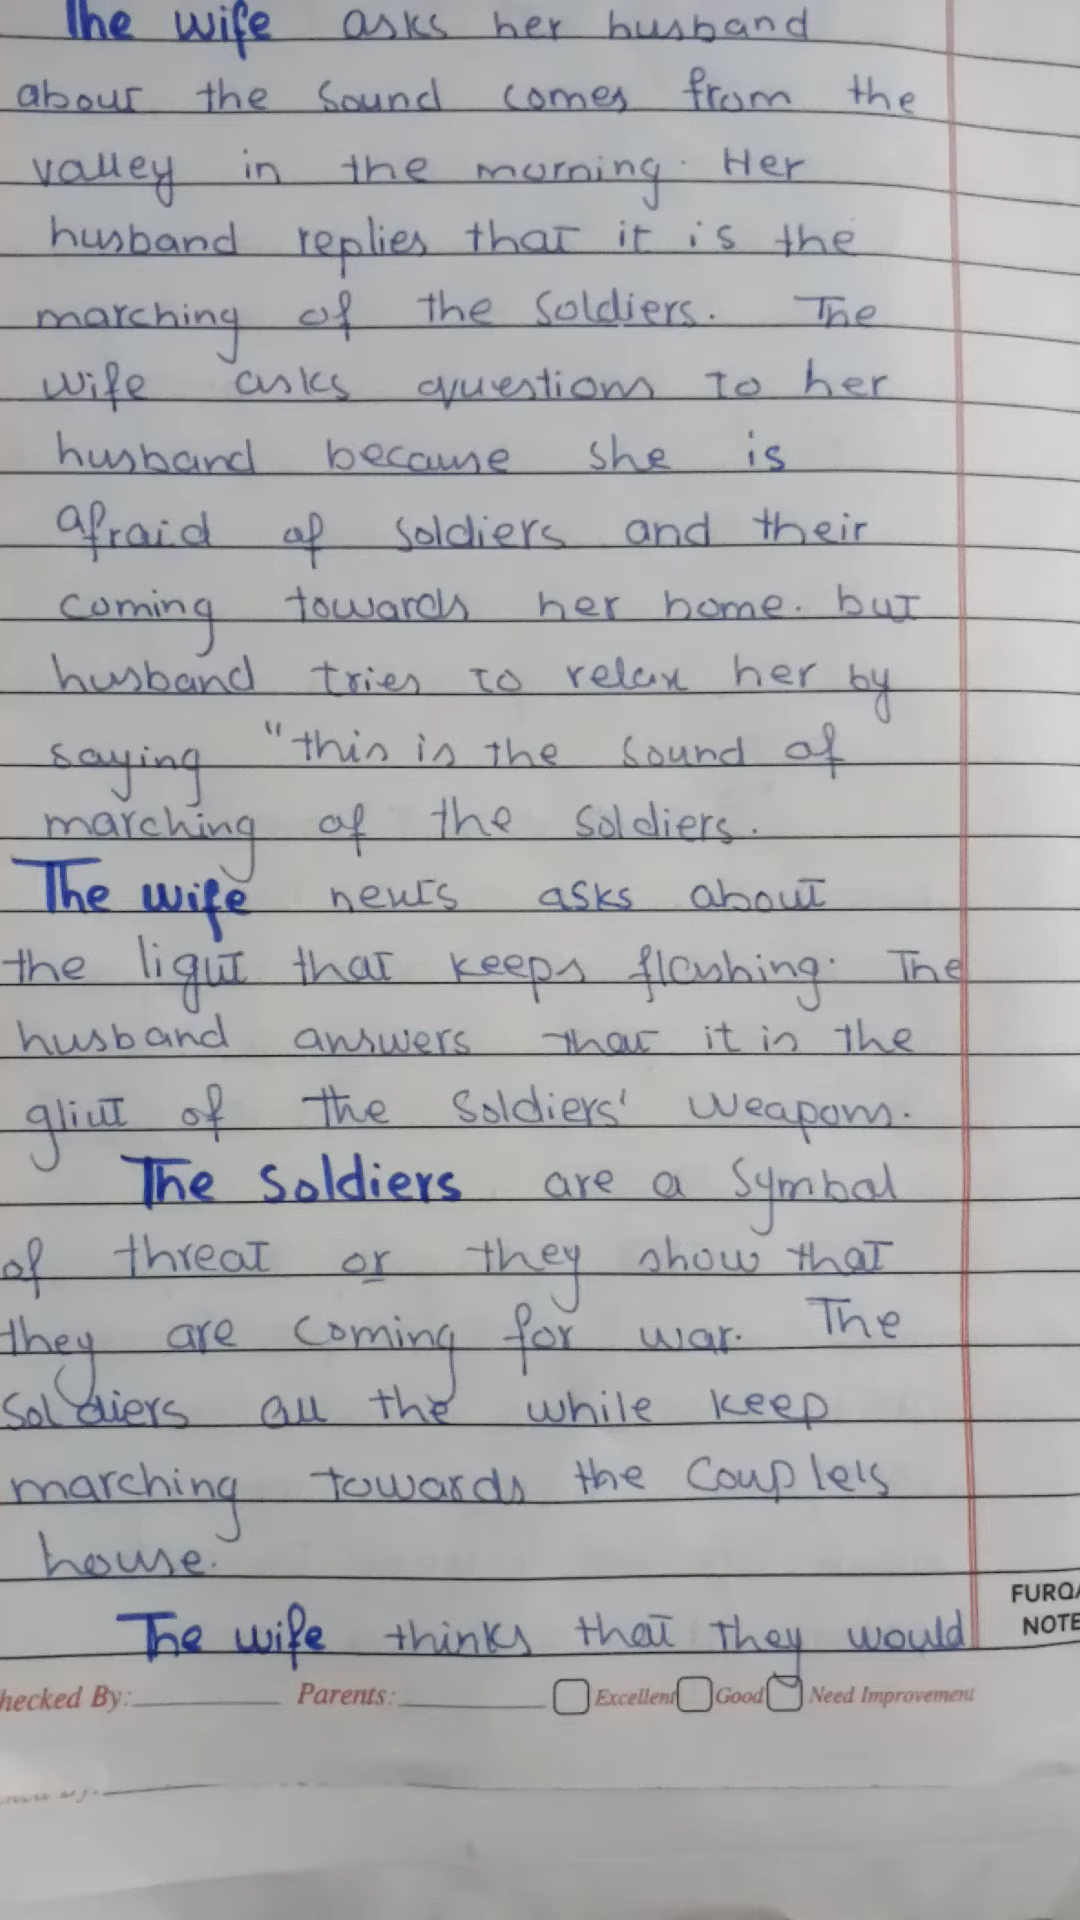 The wife asks her husband
about the sound comes from the
valley in the morning. Her
husband replies that it is the
marching of the soldiers. The
wife asks questions to her
husband because she is
afraid of soldiers and their
coming towards her home. but
husband tries to relax her by
saying "this is the sound of
marching of the soldiers.
The wife asks about
the light that keeps flashing. The
husband answers that it is the
glint of the soldiers' weapons.
The Soldiers are a symbol
of threat or they show that
they are coming for war. The
Soldiers all the while keep
marching towards the Couple's
house.
FURQA
The wife thinks that they would
NOTE
hecked By: Parents: Excellent Good Need Improvement